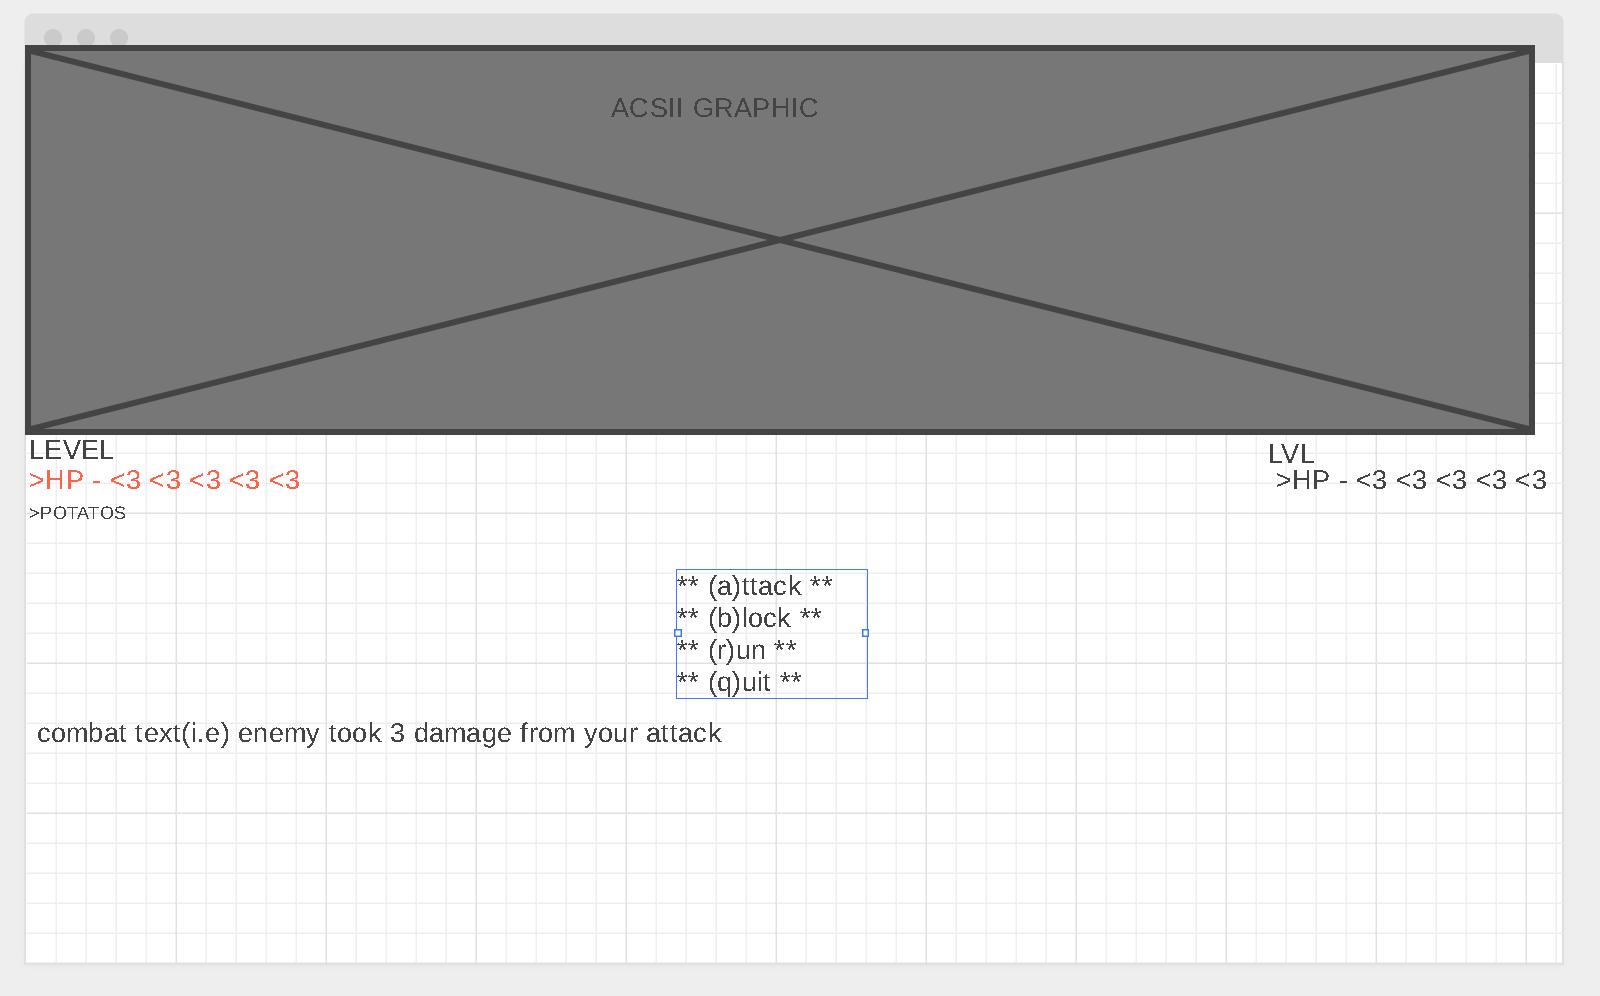 ACSII GRAPHIC
LEVEL
LVL
>HP - <3 <3 <3 <3 <3
>HP - <3 <3 <3 <3 <3
>POTATOS
** (a)ttack **
** (b)lock **
** (r)un **
** (q)uit **
combat text(i.e) enemy took 3 damage from your attack